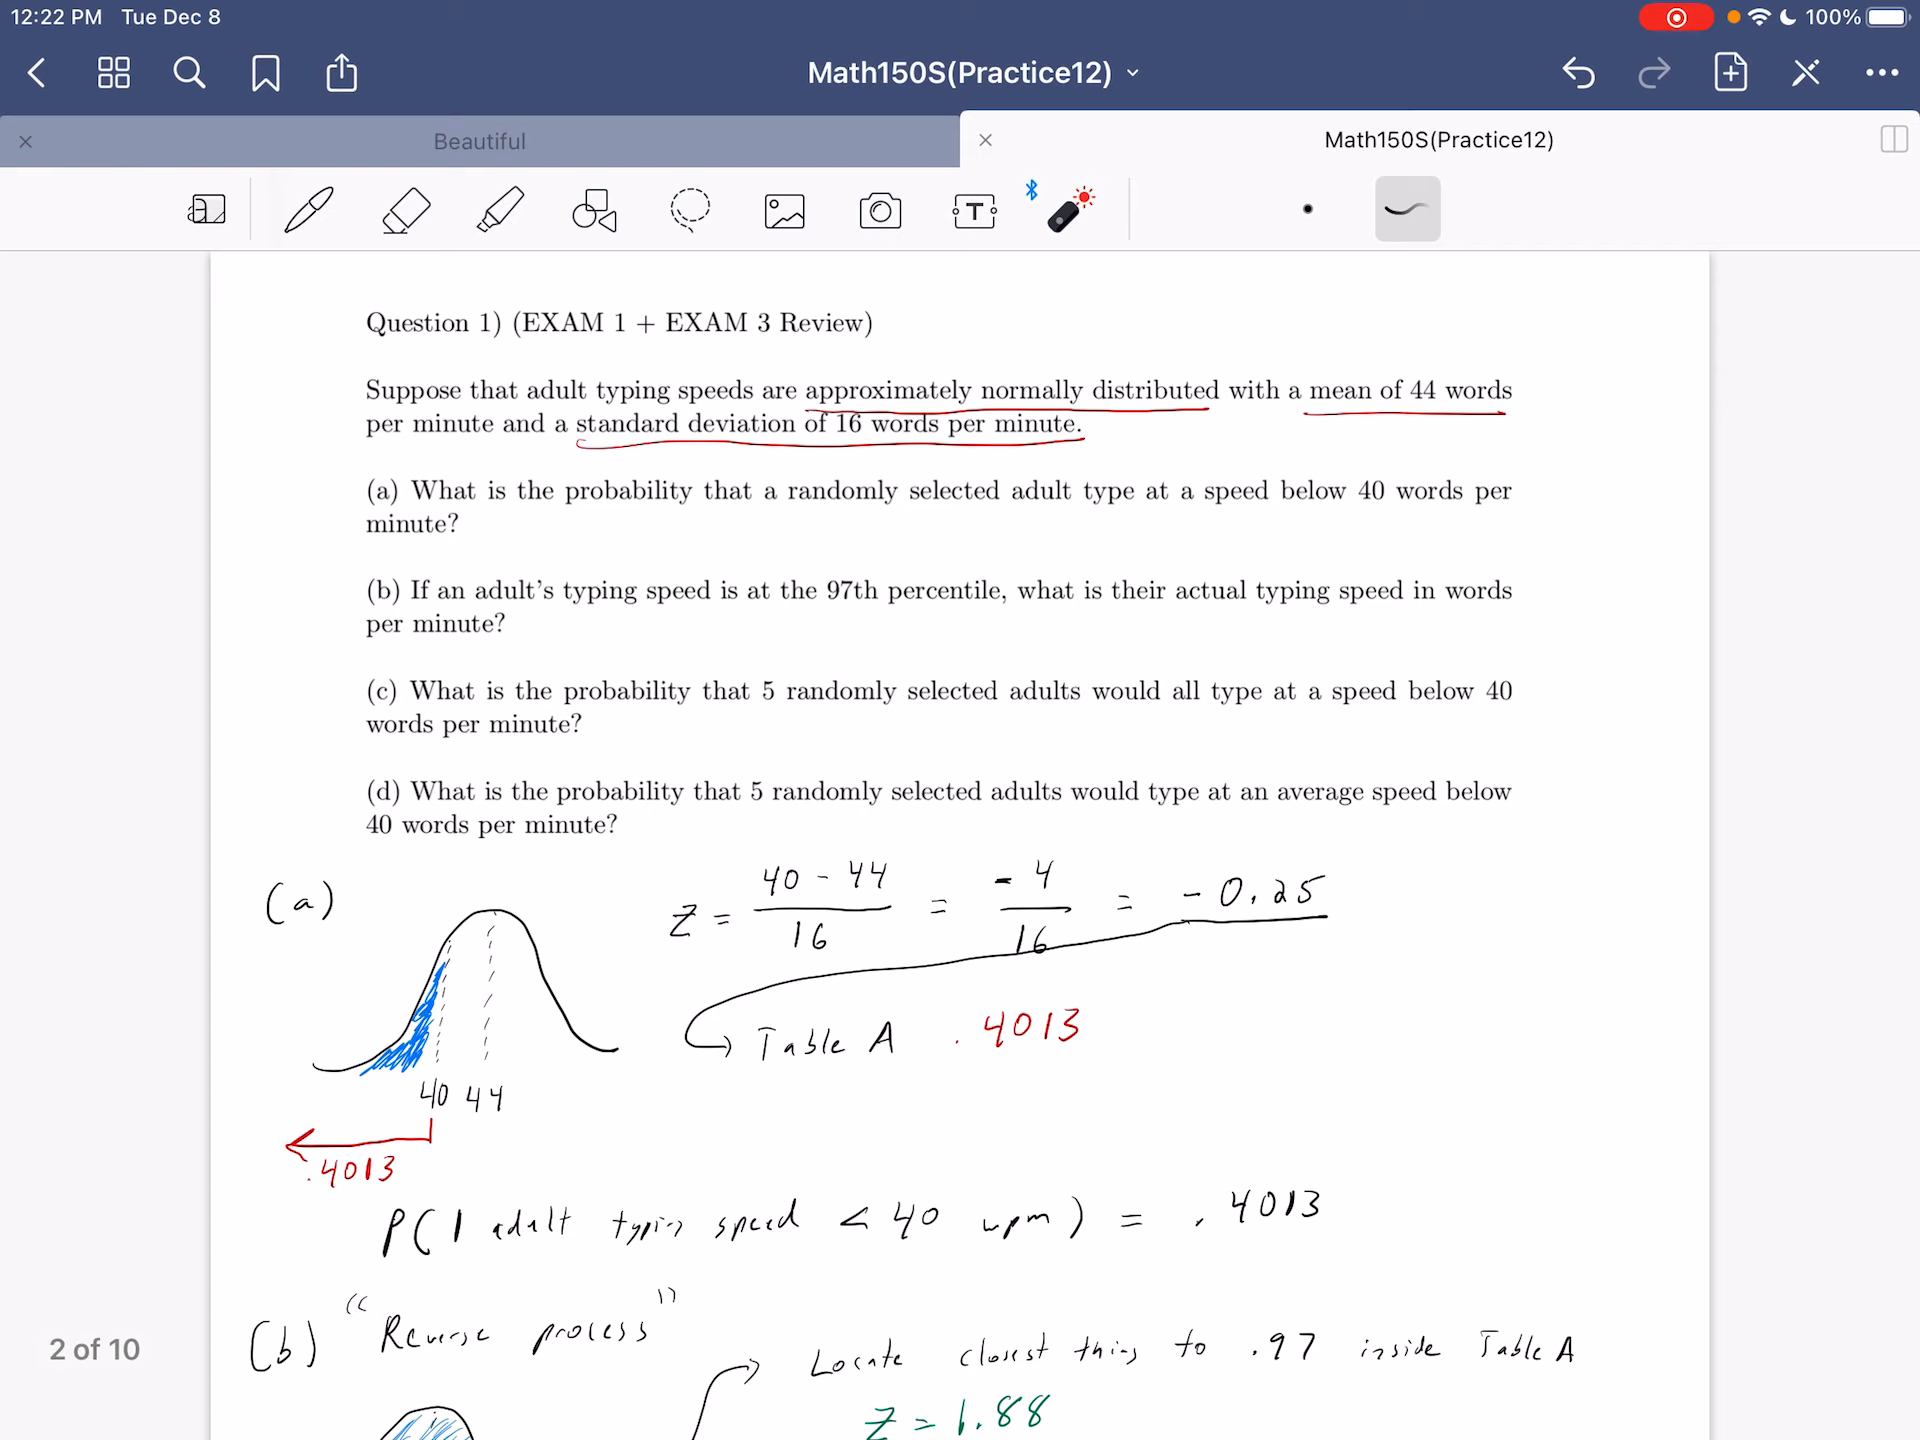 12:22 PM Tue Dec 8
100%
Math150S(Practice12)
Beautiful
Math150S(Practice12)
T
Question 1) (EXAM 1 + EXAM 3 Review)
Suppose that adult typing speeds are approximately normally distributed with a mean of 44 words
per minute and a standard deviation of 16 words per minute.
(a) What is the probability that a randomly selected adult type at a speed below 40 words per
minute?
(b) If an adult's typing speed is at the 97th percentile, what is their actual typing speed in words
per minute?
(c) What is the probability that 5 randomly selected adults would all type at a speed below 40
words per minute?
(d) What is the probability that 5 randomly selected adults would type at an average speed below
40 words per minute?
(a)
z = (40 - 44)/16 = -4/16 = -0.25
Table A .4013
40 44
.4013
P(1 adult typing speed < 40 wpm) = .4013
(b) "Reverse process"
Locate closest thing to .97 inside Table A
z = 1.88
2 of 10